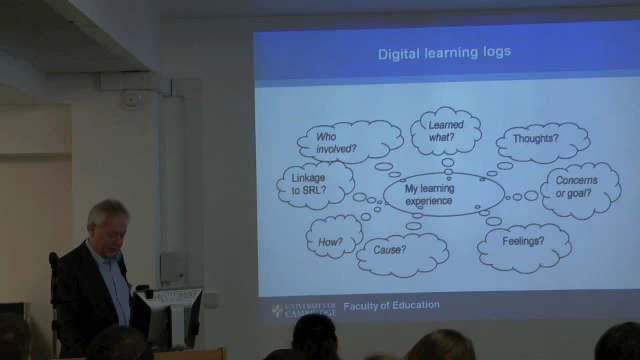 Digital learning logs
Who
involved?
Learned
what?
Thoughts?
Linkage
to SRL?
My learning
experience
Concerns
or goal?
How?
Cause?
Feelings?
UNIVERSITY OF
CAMBRIDGE
Faculty of Education